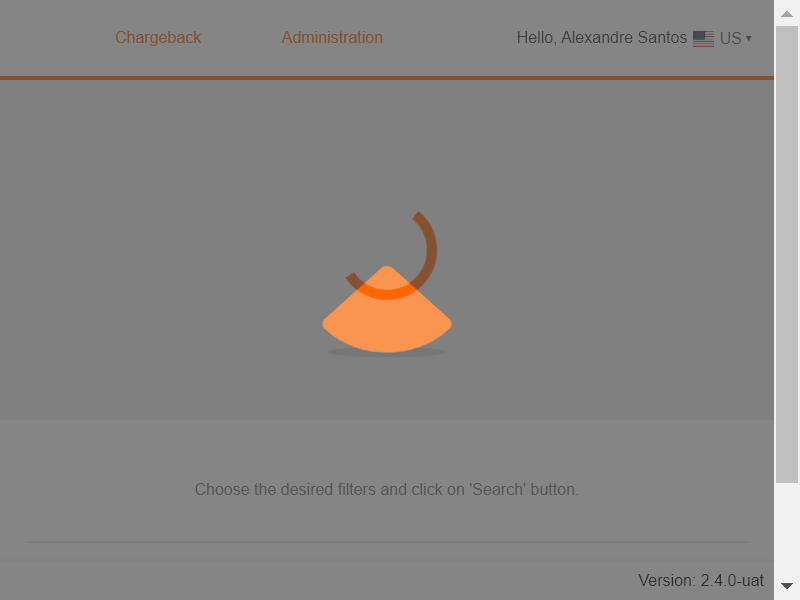 Chargeback Administration Hello, Alexandre Santos US ▾
Choose the desired filters and click on 'Search' button.
Version: 2.4.0-uat